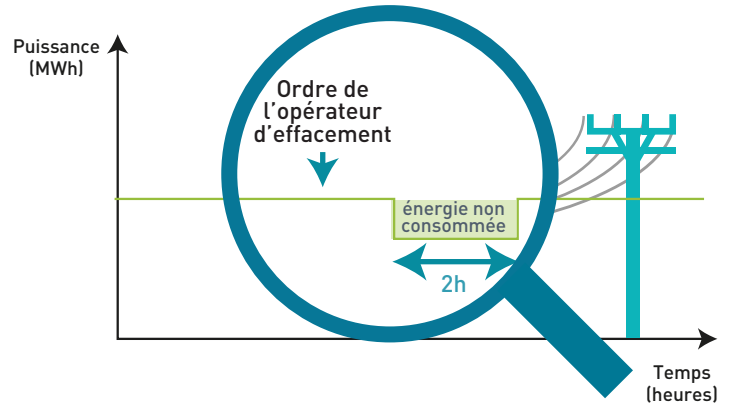 Puissance
(MWh)
Ordre de
l'opérateur
d'effacement
énergie non
consommée
2h
Temps
(heures)